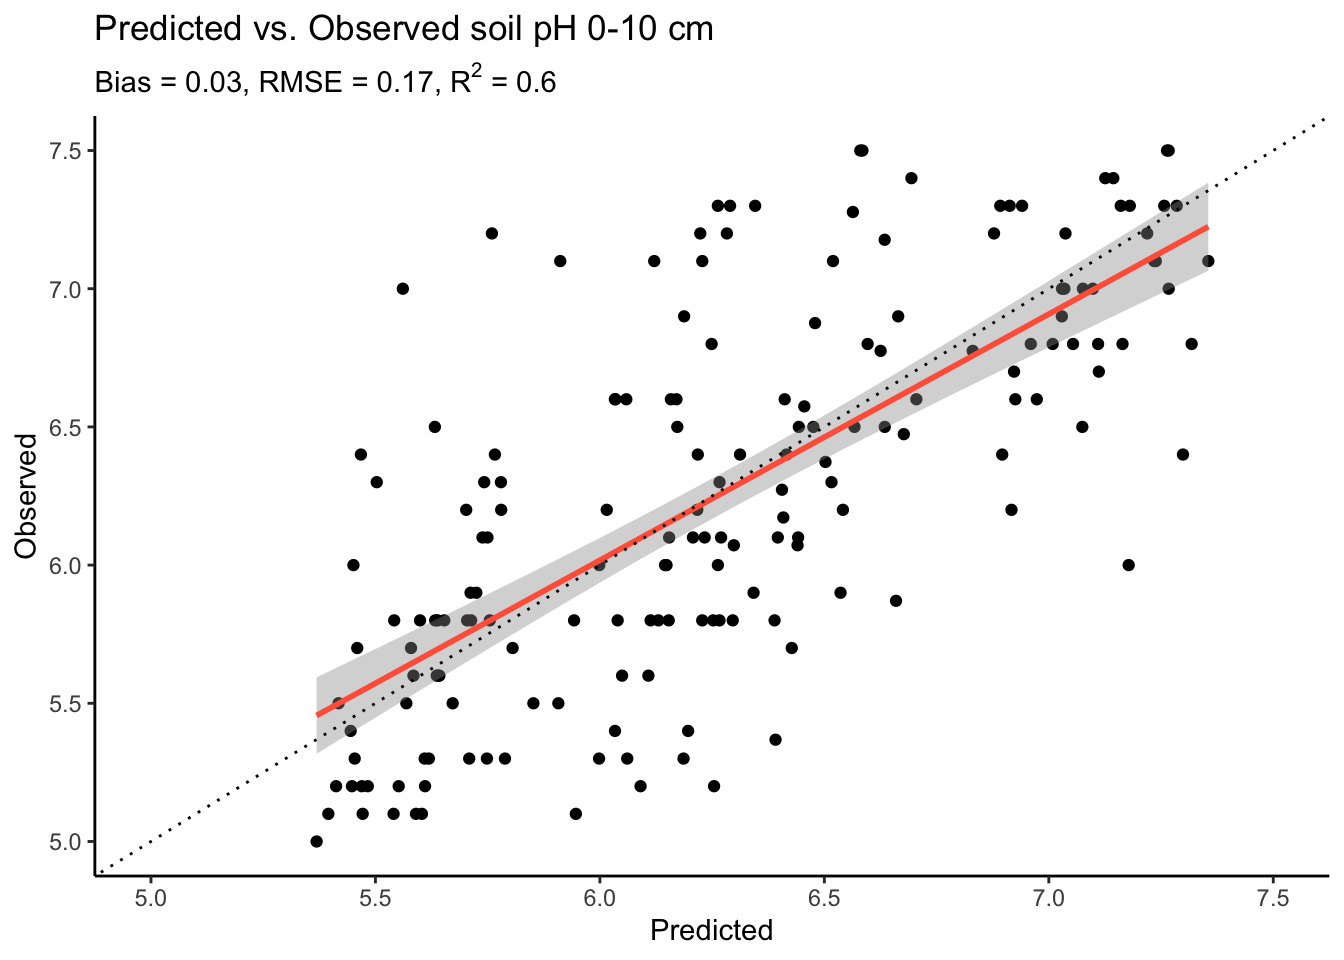 Predicted vs. Observed soil pH 0-10 cm
Bias = 0.03, RMSE = 0.17, R² = 0.6
7.5
7.0
6.5
6.0
5.5
5.0
Observed
5.0 5.5 6.0 6.5 7.0 7.5
Predicted